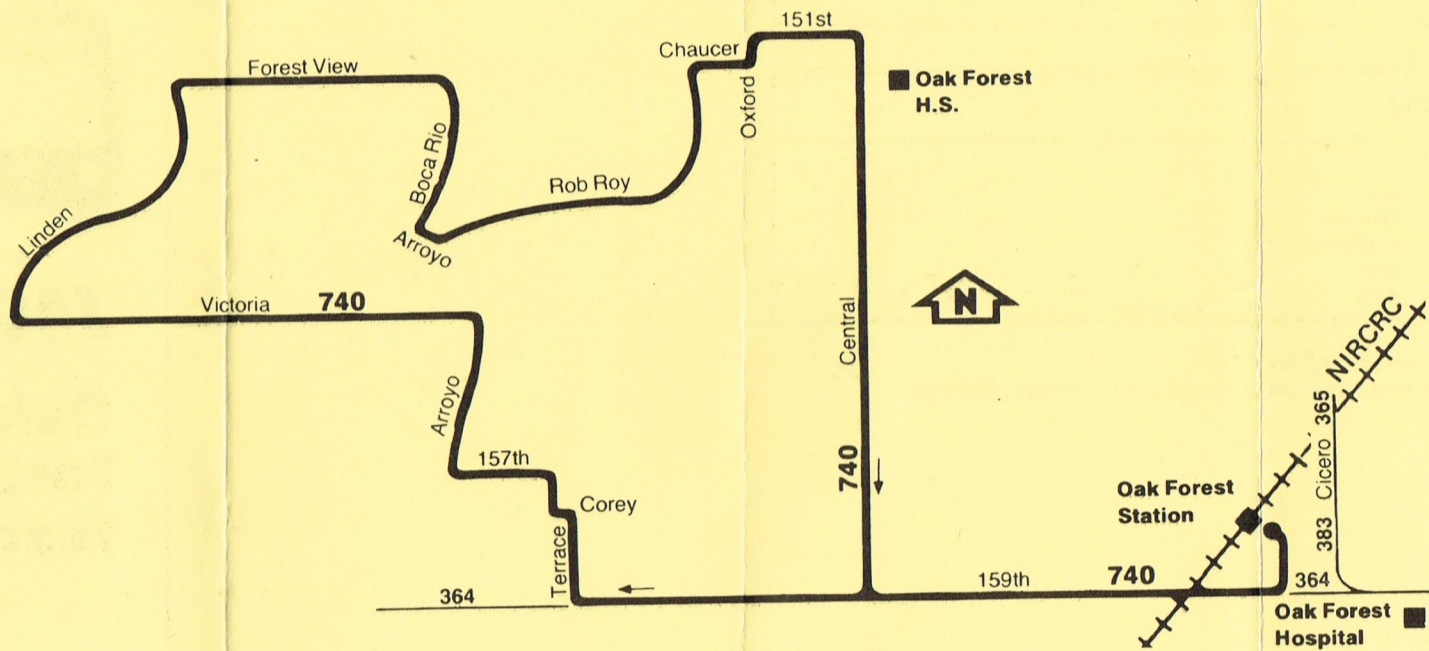 151st
Chaucer
Forest View
Oak Forest
H.S.
Oxford
Boca Rio
Rob Roy
Linden
Arroyo
Victoria
740
N
Central
NIRCRC
Arroyo
365
Cicero
383
157th
740
Oak Forest
Station
Corey
Terrace
159th
740
364
364
Oak Forest
Hospital